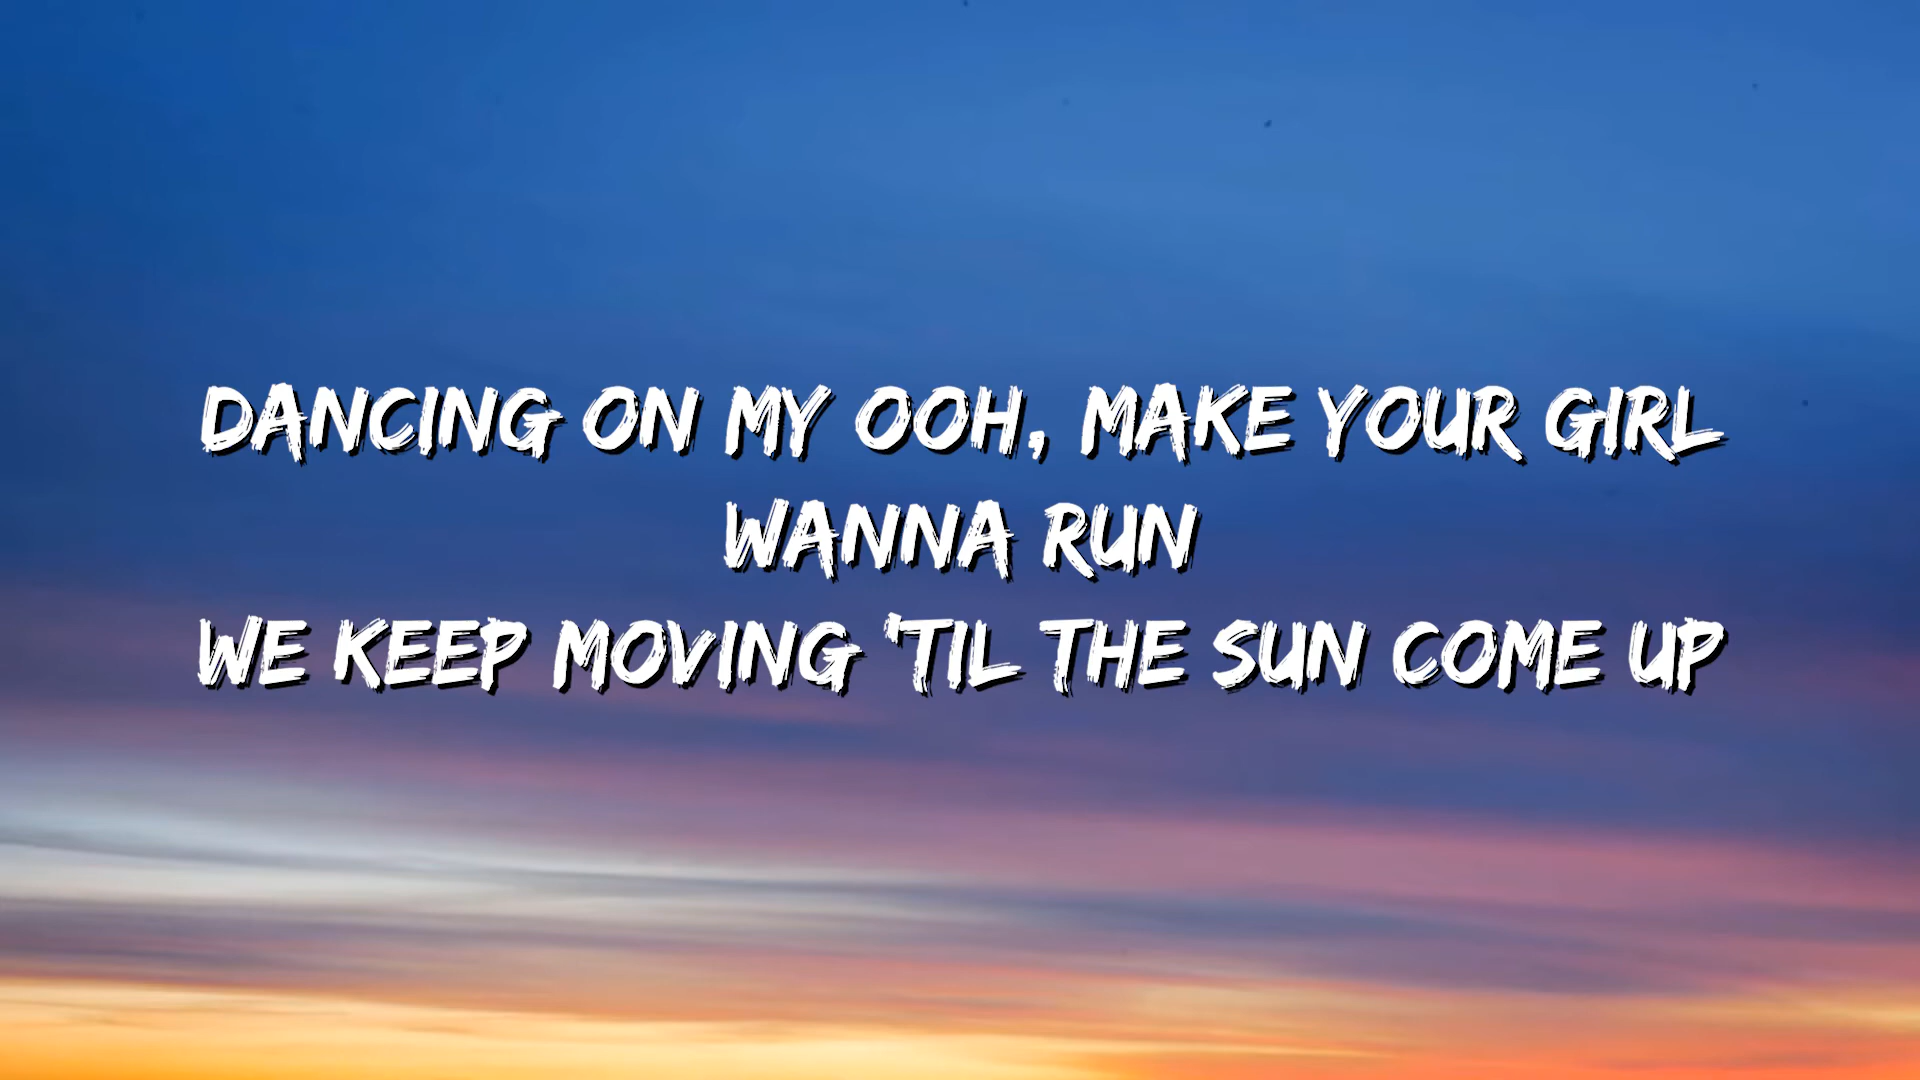 DANCING ON MY OOH, MAKE YOUR GIRL
WANNA RUN
WE KEEP MOVING 'TIL THE SUN COME UP